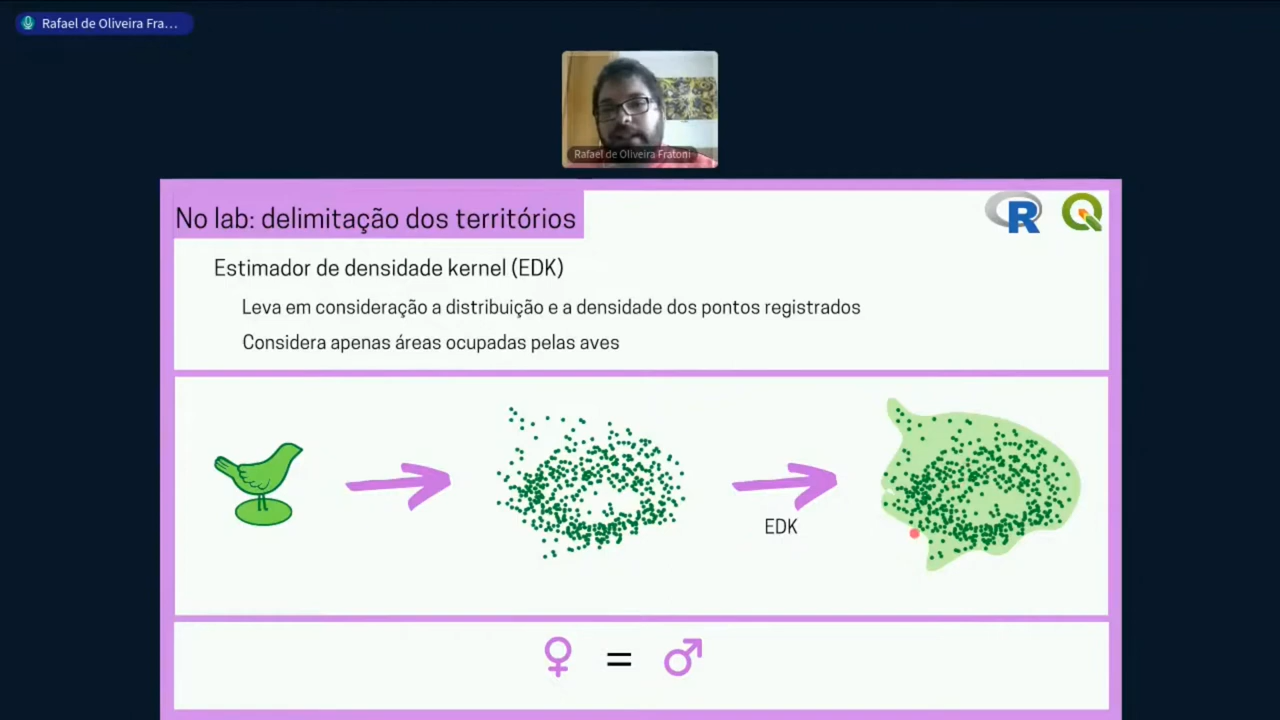 Rafael de Oliveira Fra...
Rafael de Oliveira Fratoni
No lab: delimitação dos territórios
R
Estimador de densidade kernel (EDK)
Leva em consideração a distribuição e a densidade dos pontos registrados
Considera apenas áreas ocupadas pelas aves
EDK
♀ = ♂